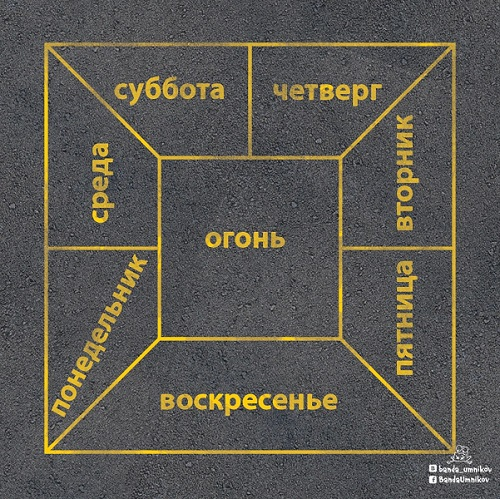 суббота
четверг
среда
вторник
огонь
понедельник
пятница
воскресенье
banda_umnikov
BandaUmnikov